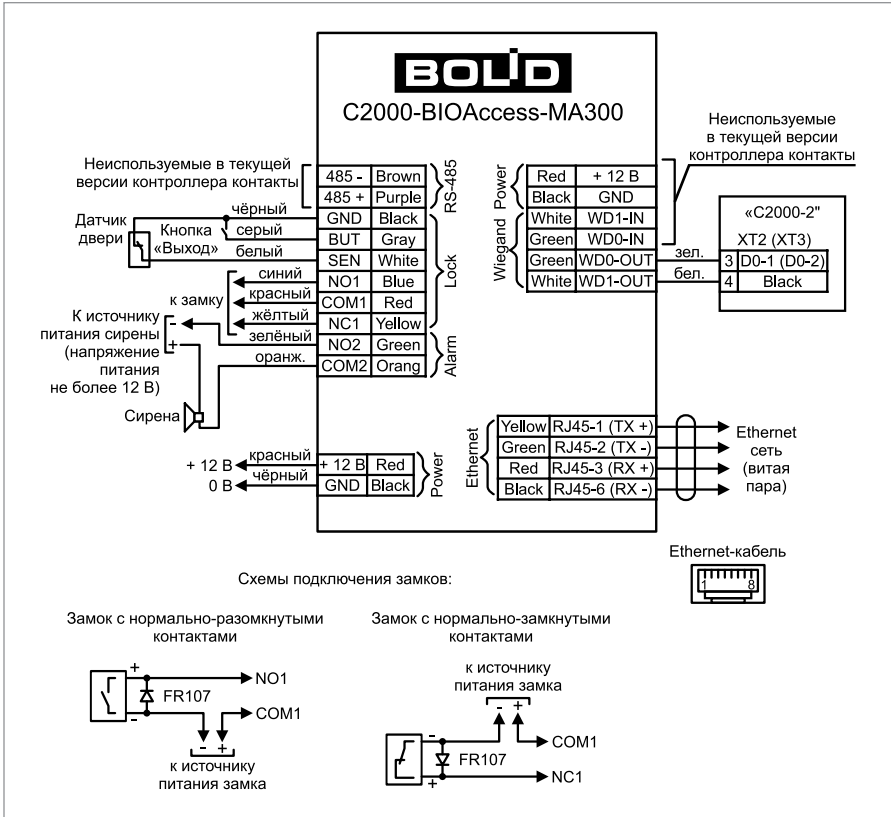 BOLID
C2000-BIOAccess-MA300
Неиспользуемые в текущей
версии контроллера контакты
485 - Brown
485 + Purple
RS-485
чёрный
GND Black
серый
BUT Gray
белый
SEN White
Датчик
двери
Кнопка
«Выход»
синий
NO1 Blue
красный
COM1 Red
жёлтый
NC1 Yellow
к замку
Lock
зелёный
NO2 Green
оранж.
COM2 Orang
Alarm
К источнику
питания сирены
(напряжение
питания
не более 12 В)
-
+
Сирена
+ 12 В красный + 12 В Red
0 В чёрный GND Black
Power
Неиспользуемые
в текущей версии
контроллера контакты
Power
Red + 12 В
Black GND
Wiegand
White WD1-IN
Green WD0-IN
Green WD0-OUT
White WD1-OUT
зел.
бел.
«С2000-2"
XT2 (XT3)
3 D0-1 (D0-2)
4 Black
Ethernet
Yellow RJ45-1 (TX +)
Green RJ45-2 (TX -)
Red RJ45-3 (RX +)
Black RJ45-6 (RX -)
Ethernet
сеть
(витая
пара)
Ethernet-кабель
1 8
Схемы подключения замков:
Замок с нормально-разомкнутыми
контактами
+
NO1
FR107
COM1
-
- +
к источнику
питания замка
Замок с нормально-замкнутыми
контактами
к источнику
питания замка
- +
-
COM1
FR107
NC1
+